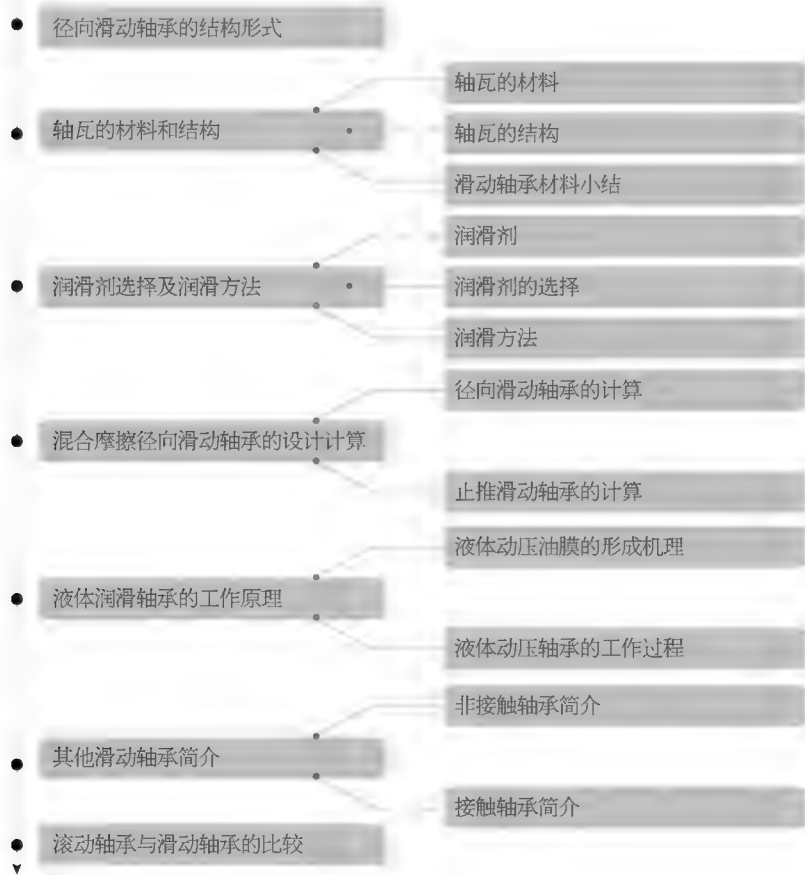 径向滑动轴承的结构形式
轴瓦的材料和结构
轴瓦的材料
轴瓦的结构
滑动轴承材料小结
润滑剂选择及润滑方法
润滑剂
润滑剂的选择
润滑方法
混合摩擦径向滑动轴承的设计计算
径向滑动轴承的计算
止推滑动轴承的计算
液体润滑轴承的工作原理
液体动压油膜的形成机理
液体动压轴承的工作过程
其他滑动轴承简介
非接触轴承简介
接触轴承简介
滚动轴承与滑动轴承的比较